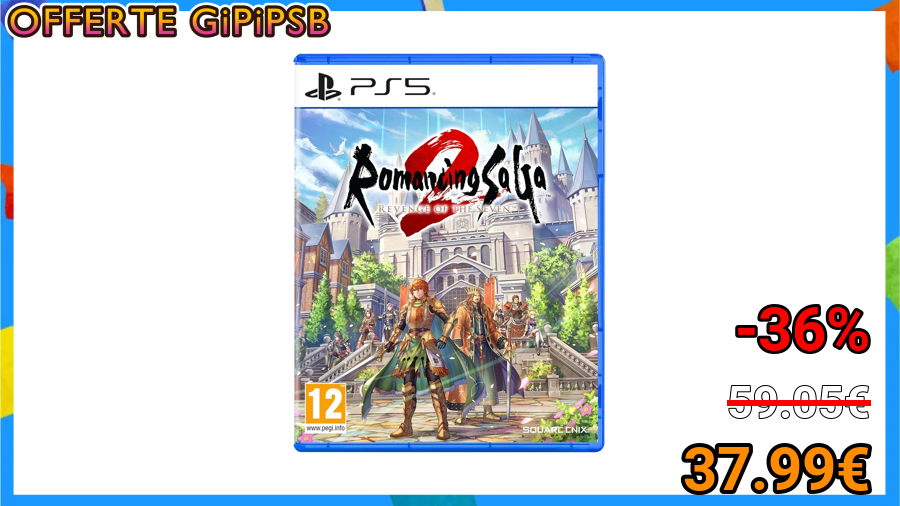 OFFERTE GiPiPSB
PS5
2
Romancing SaGa
REVENGE OF THE SEVEN
12
www.pegi.info
SQUARE ENIX
-36%
59.05€
37.99€